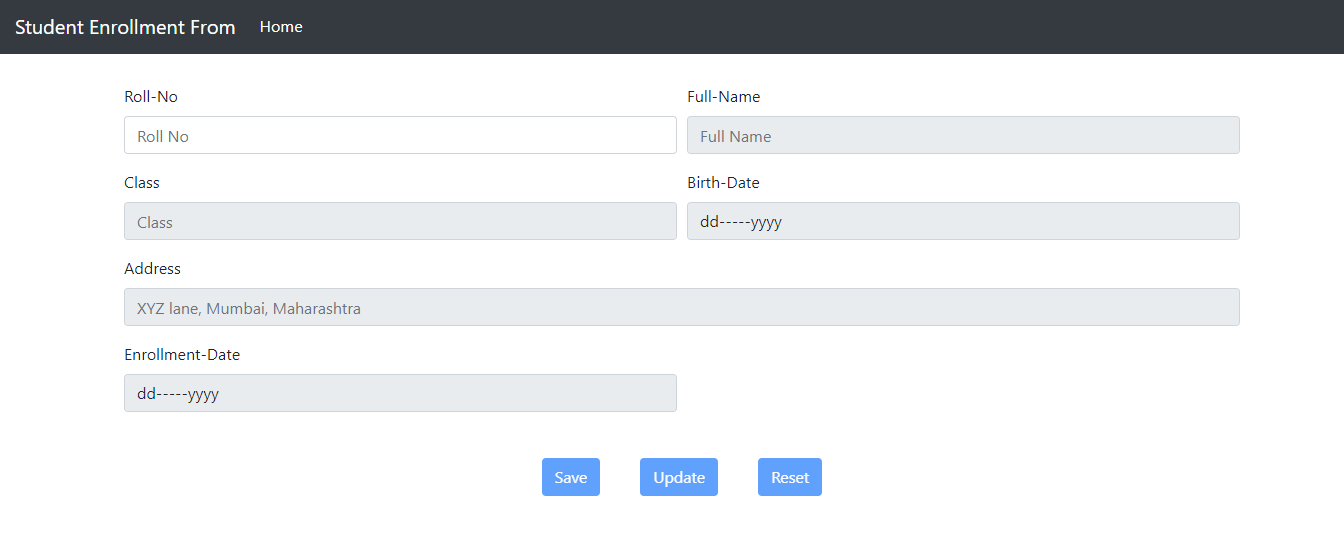 Student Enrollment From Home
Roll-No Full-Name
Roll No Full Name
Class Birth-Date
Class dd-----yyyy
Address
XYZ lane, Mumbai, Maharashtra
Enrollment-Date
dd-----yyyy
Save Update Reset